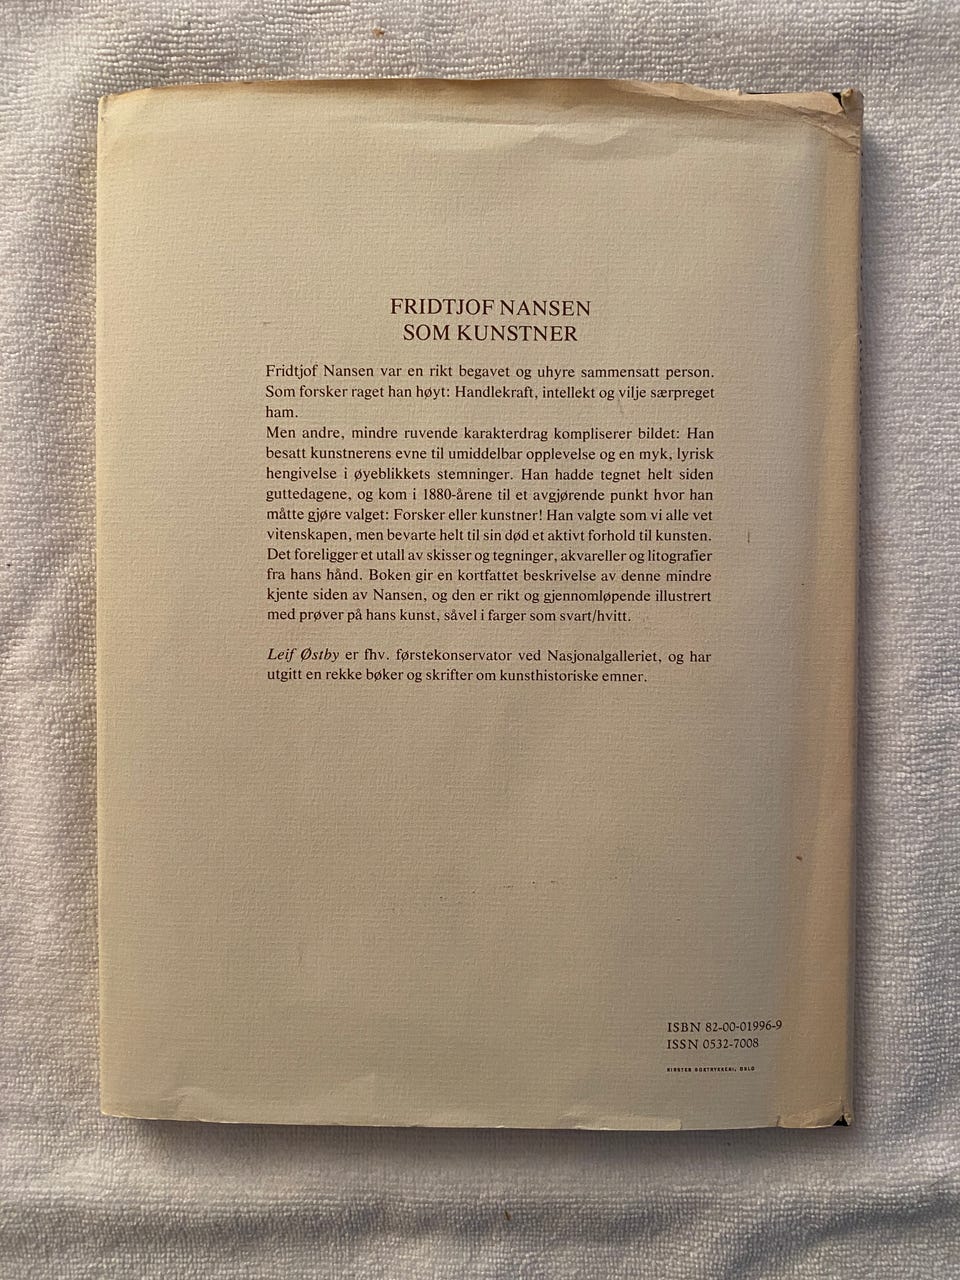 FRIDTJOF NANSEN
SOM KUNSTNER
Fridtjof Nansen var en rikt begavet og uhyre sammensatt person.
Som forsker raget han høyt: Handlekraft, intellekt og vilje særpreget
ham.
Men andre, mindre ruvende karakterdrag kompliserer bildet: Han
besatt kunstnerens evne til umiddelbar opplevelse og en myk, lyrisk
hengivelse i øyeblikkets stemninger. Han hadde tegnet helt siden
guttedagene, og kom i 1880-årene til et avgjørende punkt hvor han
måtte gjøre valget: Forsker eller kunstner! Han valgte som vi alle vet
vitenskapen, men bevarte helt til sin død et aktivt forhold til kunsten.
Det foreligger et utall av skisser og tegninger, akvareller og litografier
fra hans hånd. Boken gir en kortfattet beskrivelse av denne mindre
kjente siden av Nansen, og den er rikt og gjennomløpende illustrert
med prøver på hans kunst, såvel i farger som svart/hvitt.
Leif Østby er fhv. førstekonservator ved Nasjonalgalleriet, og har
utgitt en rekke bøker og skrifter om kunsthistoriske emner.
ISBN 82-00-01996-9
ISSN 0532-7008
KIRSTES BOKTRYKKERI, OSLO